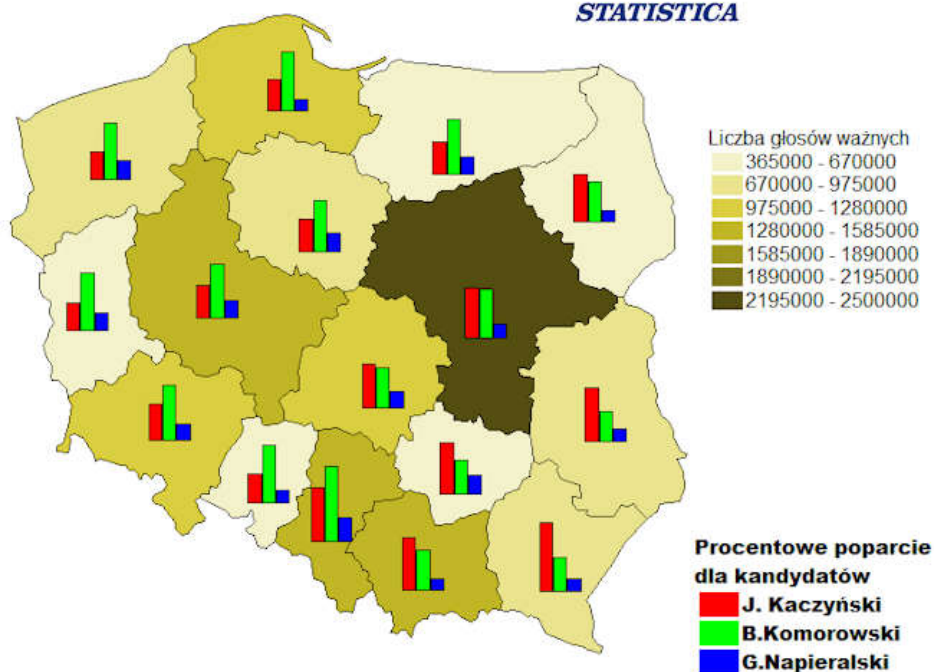 STATISTICA
Liczba głosów ważnych
365000 - 670000
670000 - 975000
975000 - 1280000
1280000 - 1585000
1585000 - 1890000
1890000 - 2195000
2195000 - 2500000
Procentowe poparcie
dla kandydatów
J. Kaczyński
B.Komorowski
G.Napieralski